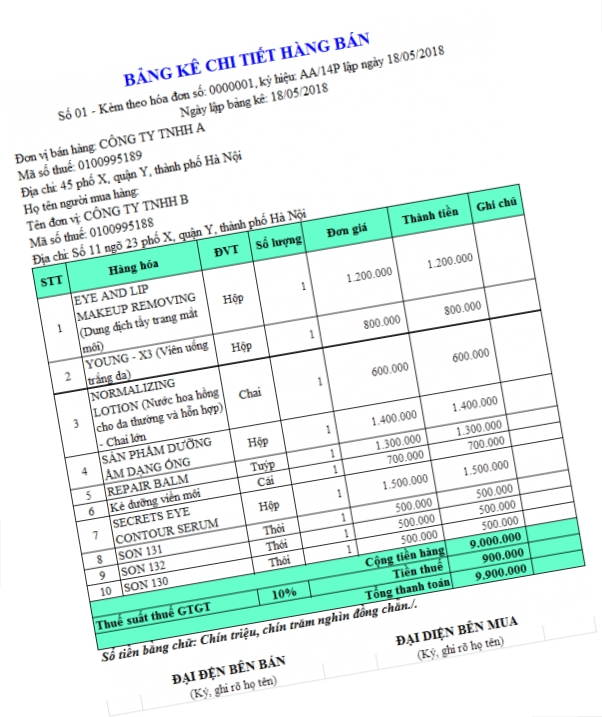 BẢNG KÊ CHI TIẾT HÀNG BÁN
Số 01 - Kèm theo hóa đơn số: 0000001, ký hiệu: AA/14P lập ngày 18/05/2018
Ngày lập bảng kê: 18/05/2018
Đơn vị bán hàng: CÔNG TY TNHH A
Mã số thuế: 0100995189
Địa chỉ: 45 phố X, quận Y, thành phố Hà Nội
Họ tên người mua hàng:
Tên đơn vị: CÔNG TY TNHH B
Mã số thuế: 0100995188
Địa chỉ: Số 11 ngõ 23 phố X, quận Y, thành phố Hà Nội
STT Hàng hóa ĐVT Số lượng Đơn giá Thành tiền Ghi chú
1 EYE AND LIP MAKEUP REMOVING (Dung dịch tẩy trang mắt môi) Hộp 1 1.200.000 1.200.000
2 YOUNG - X3 (Viên uống trắng da) Hộp 1 800.000 800.000
3 NORMALIZING LOTION (Nước hoa hồng cho da thường và hỗn hợp) - Chai lớn Chai 1 600.000 600.000
4 SẢN PHẨM DƯỠNG ẨM DẠNG ỐNG Hộp 1 1.400.000 1.400.000
5 REPAIR BALM Tuýp 1 1.300.000 1.300.000
6 Kẻ dưỡng viền môi Cái 1 700.000 700.000
7 SECRETS EYE CONTOUR SERUM Hộp 1 1.500.000 1.500.000
8 SON 131 Thỏi 1 500.000 500.000
9 SON 132 Thỏi 1 500.000 500.000
10 SON 130 Thỏi 1 500.000 500.000
Cộng tiền hàng 9.000.000
Thuế suất thuế GTGT 10% Tiền thuế 900.000
Tổng thanh toán 9.900.000
Số tiền bằng chữ: Chín triệu, chín trăm nghìn đồng chẵn./.
ĐẠI ĐỆN BÊN BÁN ĐẠI DIỆN BÊN MUA
(Ký, ghi rõ họ tên) (Ký, ghi rõ họ tên)